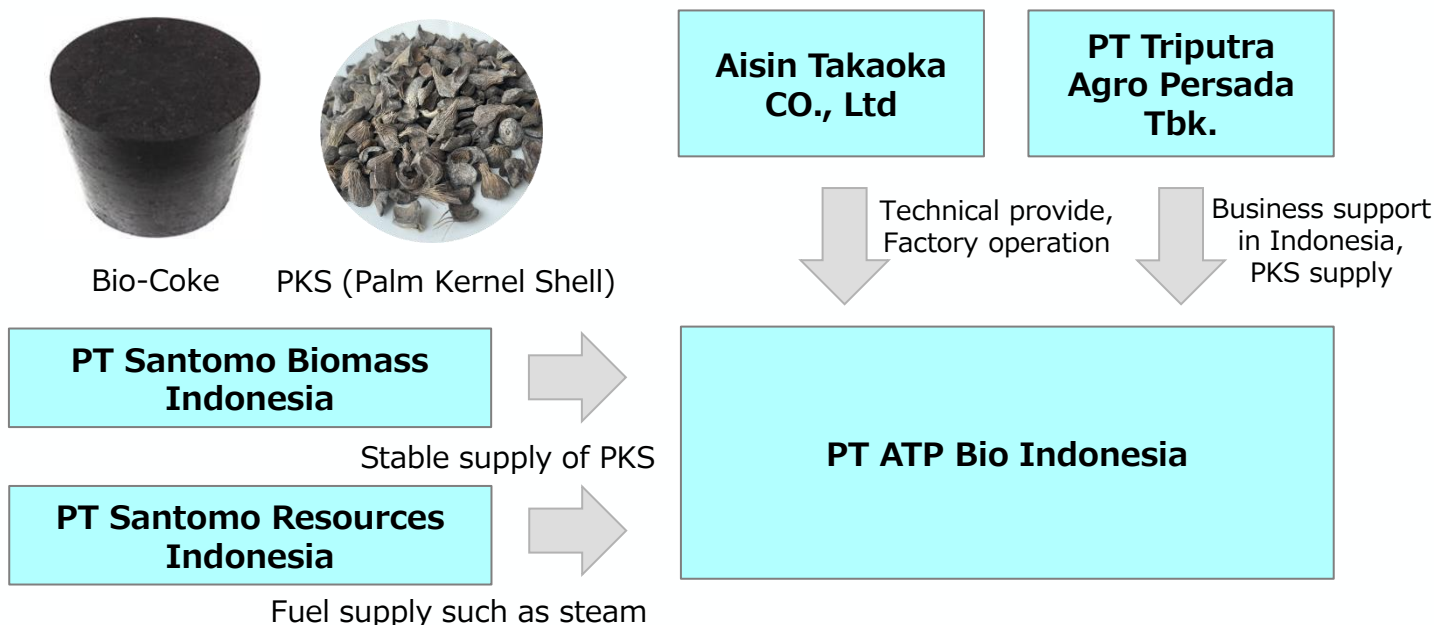 Aisin Takaoka
CO., Ltd
PT Triputra
Agro Persada
Tbk.
Technical provide,
Factory operation
Business support
in Indonesia,
PKS supply
Bio-Coke
PKS (Palm Kernel Shell)
PT Santomo Biomass
Indonesia
Stable supply of PKS
PT ATP Bio Indonesia
PT Santomo Resources
Indonesia
Fuel supply such as steam